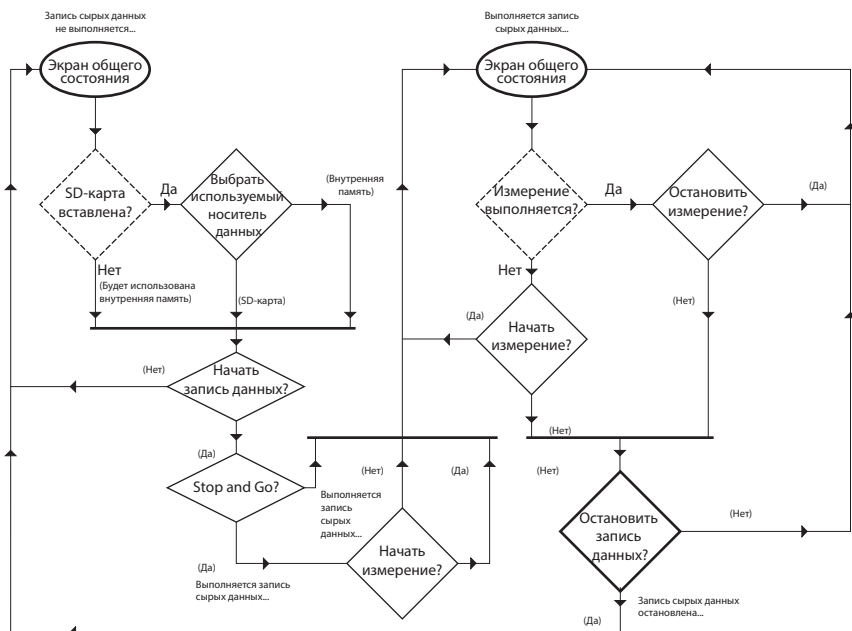 Запись сырых данных
не выполняется...
Экран общего
состояния
SD-карта
вставлена?
Да
Выбрать
используемый
носитель
данных
(Внутренняя
память)
Нет
(Будет использована
внутренняя память)
(SD-карта)
(Нет)
Начать
запись данных?
(Да)
Stop and Go?
Выполняется
запись
сырых
данных...
(Нет)
(Да)
(Да)
Выполняется запись
сырых данных...
Начать
измерение?
Выполняется запись
сырых данных...
Экран общего
состояния
Измерение
выполняется?
Да
Остановить
измерение?
(Да)
Нет
(Да)
Начать
измерение?
(Нет)
(Нет)
(Нет)
Остановить
запись
данных?
(Нет)
Запись сырых данных
остановлена...
(Да)